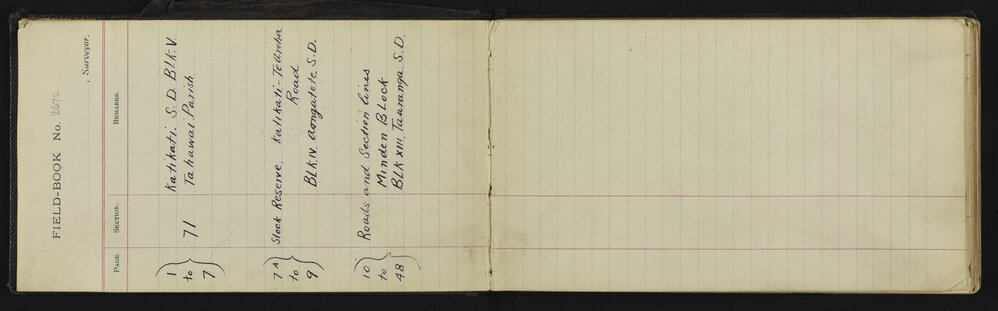 FIELD-BOOK No. 2672
, Surveyor.
PAGE. SECTION. REMARKS.
1 to 7 } 71 Katikati. S.D. Blk. V
Tahawai Parish
7A to 9 } Stock Reserve. Katikati-TeAroha
Road
Blk IV Aongatete. S.D.
10 to 48 } Roads and Section lines
Minden Block
Blk XIII. Tauranga. S.D.